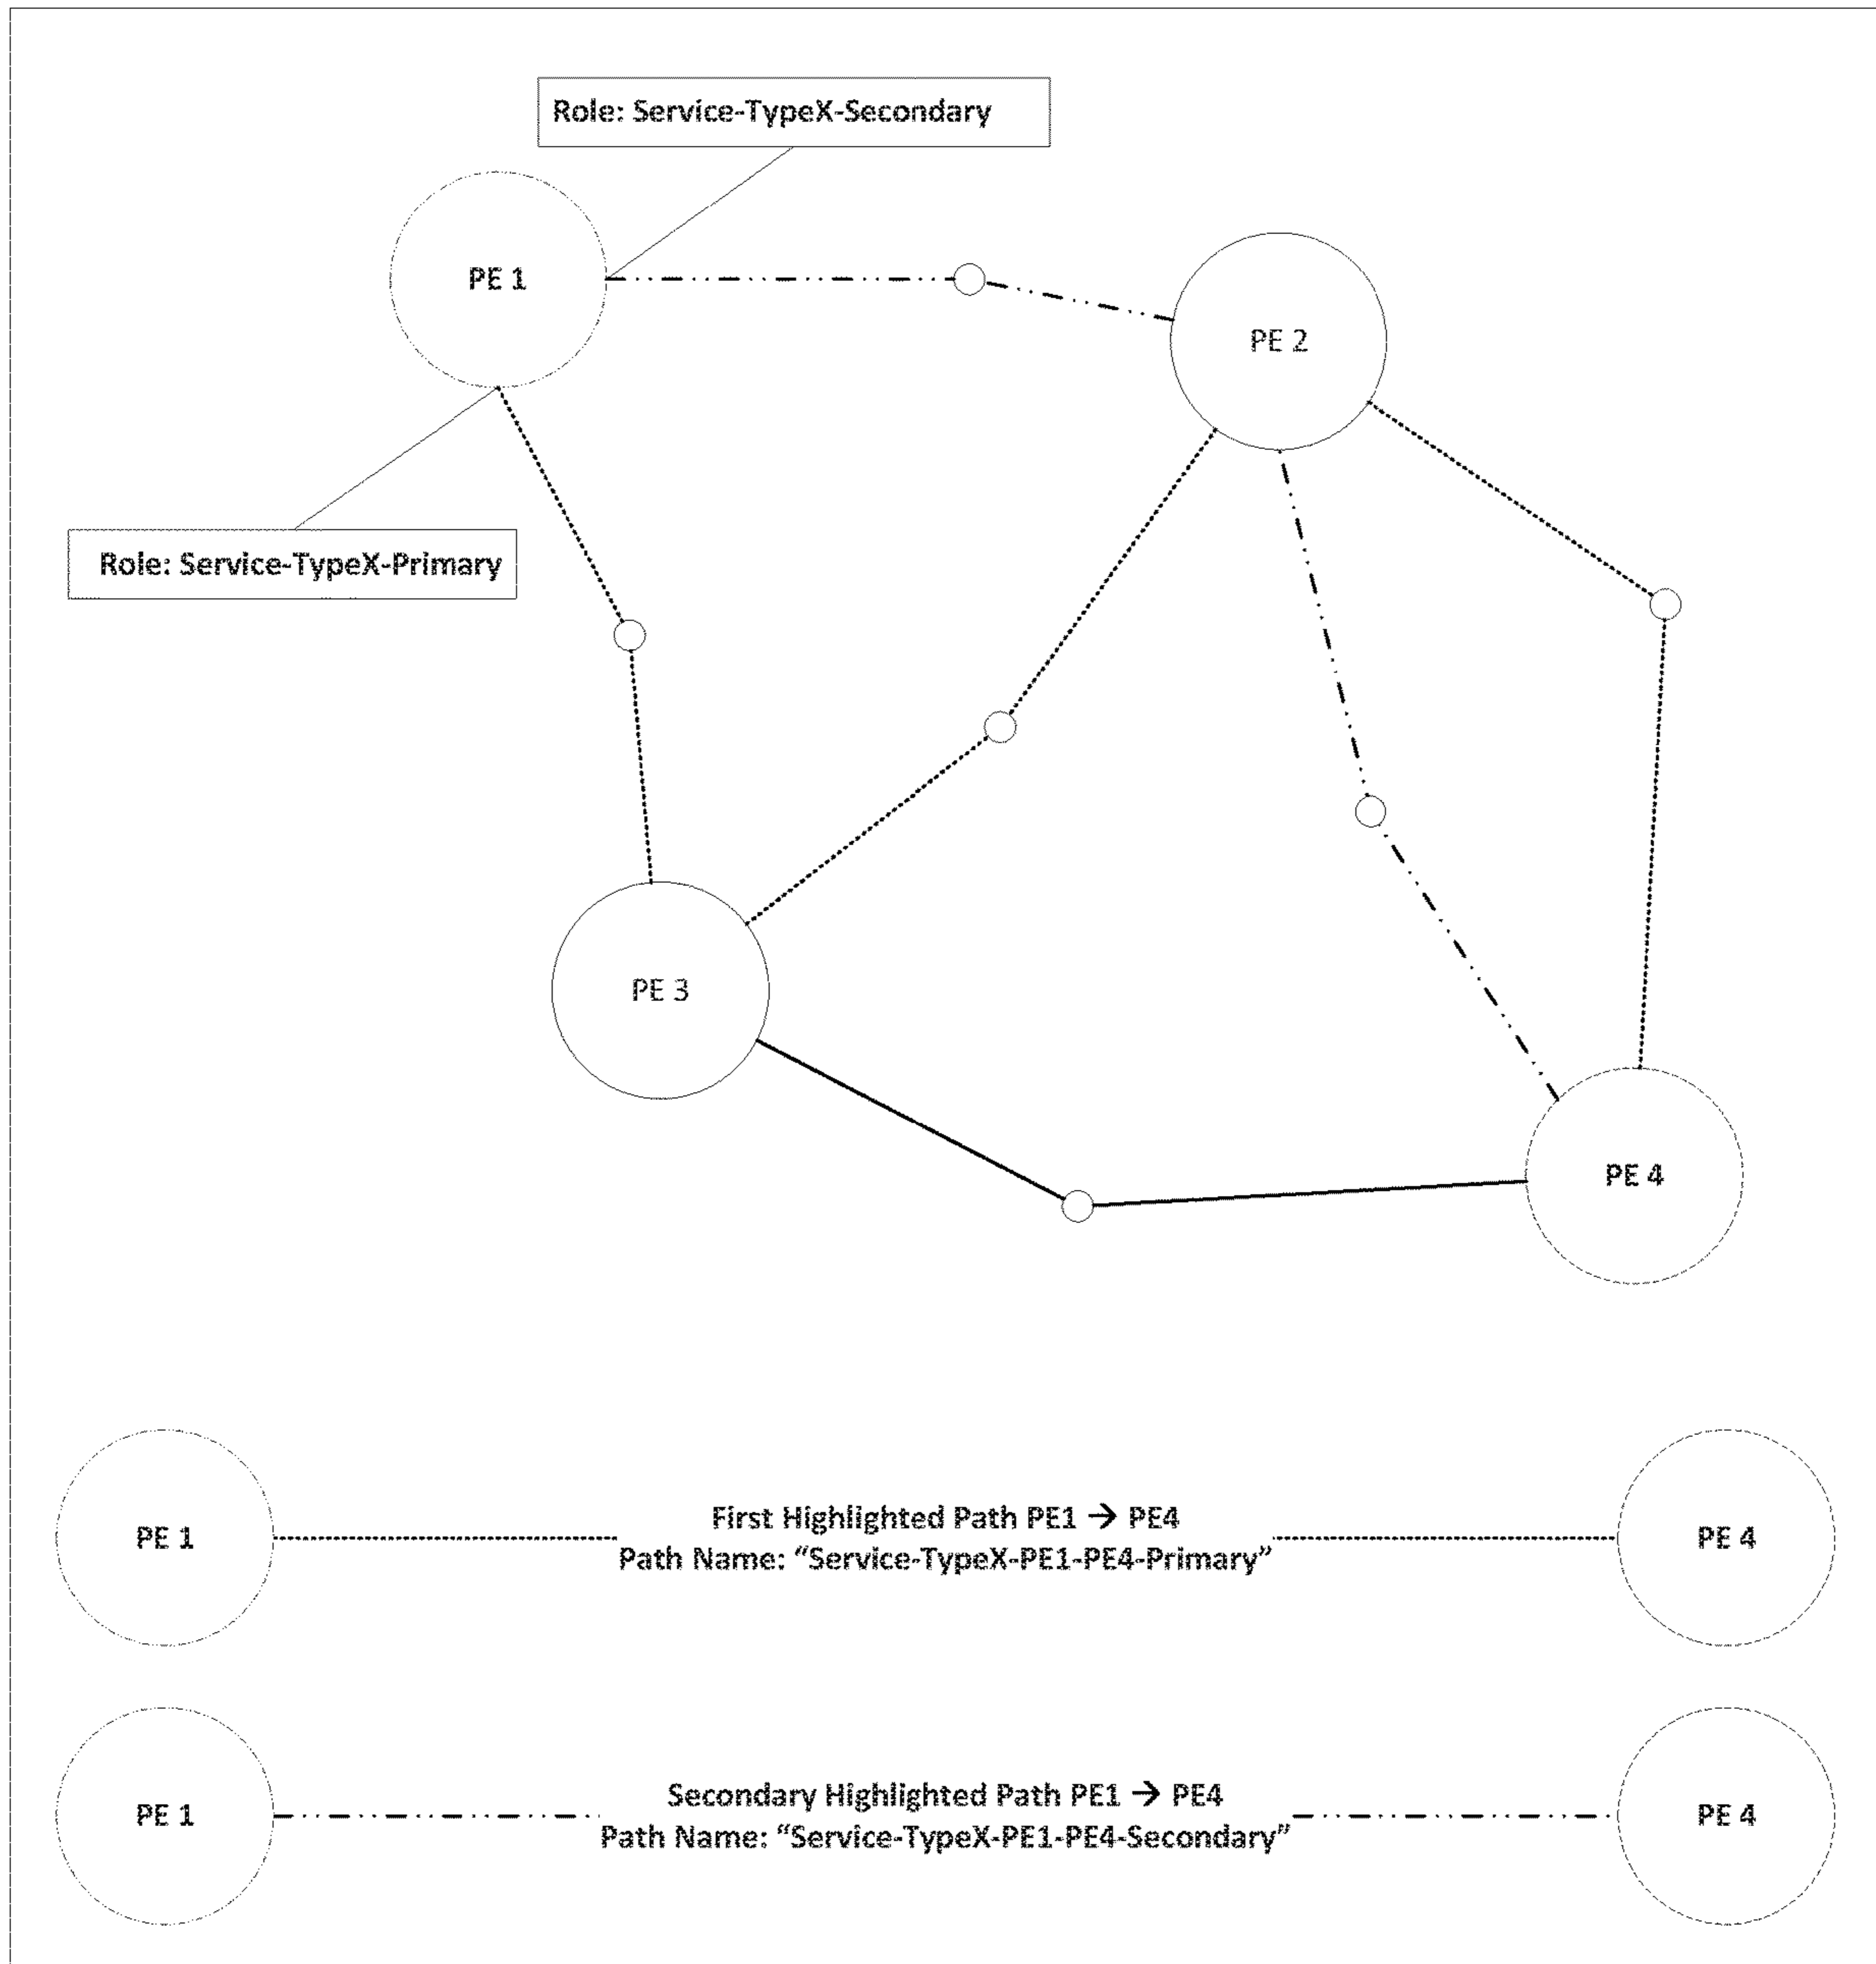 Role: Service-TypeX-Secondary
PE 1
PE 2
Role: Service-TypeX-Primary
PE 3
PE 4
PE 1
First Highlighted Path PE1 → PE4
Path Name: “Service-TypeX-PE1-PE4-Primary”
PE 4
PE 1
Secondary Highlighted Path PE1 → PE4
Path Name: “Service-TypeX-PE1-PE4-Secondary”
PE 4